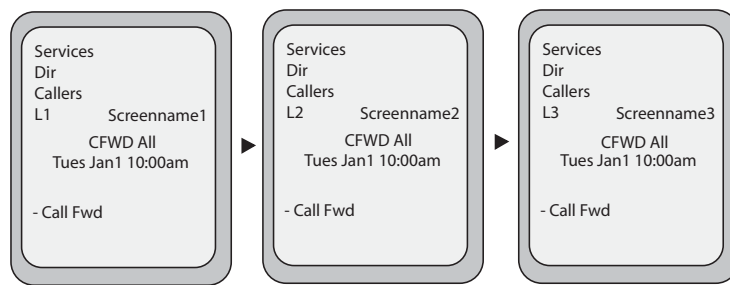 Services
Dir
Callers
L1 Screenname1
CFWD All
Tues Jan1 10:00am
- Call Fwd
Services
Dir
Callers
L2 Screenname2
CFWD All
Tues Jan1 10:00am
- Call Fwd
Services
Dir
Callers
L3 Screenname3
CFWD All
Tues Jan1 10:00am
- Call Fwd